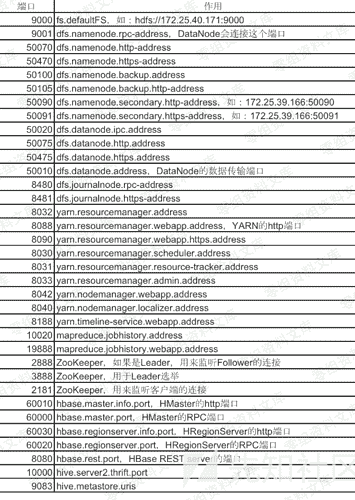 端口 作用
9000 fs.defaultFS，如：hdfs://172.25.40.171:9000
9001 dfs.namenode.rpc-address，DataNode会连接这个端口
50070 dfs.namenode.http-address
50470 dfs.namenode.https-address
50100 dfs.namenode.backup.address
50105 dfs.namenode.backup.http-address
50090 dfs.namenode.secondary.http-address，如：172.25.39.166:50090
50091 dfs.namenode.secondary.https-address，如：172.25.39.166:50091
50020 dfs.datanode.ipc.address
50075 dfs.datanode.http.address
50475 dfs.datanode.https.address
50010 dfs.datanode.address，DataNode的数据传输端口
8480 dfs.journalnode.rpc-address
8481 dfs.journalnode.https-address
8032 yarn.resourcemanager.address
8088 yarn.resourcemanager.webapp.address，YARN的http端口
8090 yarn.resourcemanager.webapp.https.address
8030 yarn.resourcemanager.scheduler.address
8031 yarn.resourcemanager.resource-tracker.address
8033 yarn.resourcemanager.admin.address
8042 yarn.nodemanager.webapp.address
8040 yarn.nodemanager.localizer.address
8188 yarn.timeline-service.webapp.address
10020 mapreduce.jobhistory.address
19888 mapreduce.jobhistory.webapp.address
2888 ZooKeeper，如果是Leader，用来监听Follower的连接
3888 ZooKeeper，用于Leader选举
2181 ZooKeeper，用来监听客户端的连接
60010 hbase.master.info.port，HMaster的http端口
60000 hbase.master.port，HMaster的RPC端口
60030 hbase.regionserver.info.port，HRegionServer的http端口
60020 hbase.regionserver.port，HRegionServer的RPC端口
8080 hbase.rest.port，HBase REST server的端口
10000 hive.server2.thrift.port
9083 hive.metastore.uris